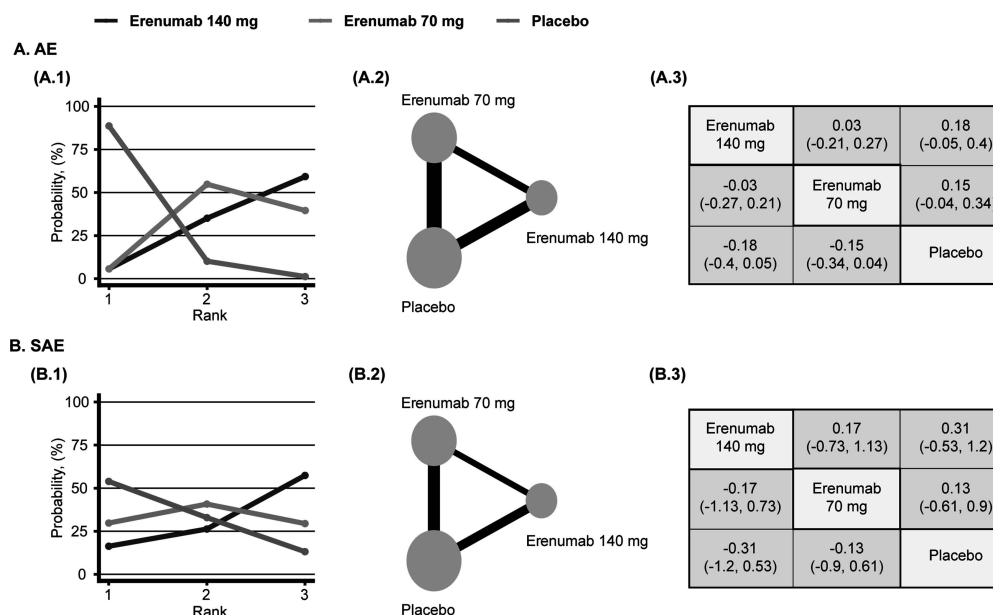 Erenumab 140 mg Erenumab 70 mg Placebo
A. AE
(A.1) (A.2) (A.3)
100
75
50
25
0
Probability, (%)
1 2 3
Rank
Erenumab 70 mg
Erenumab 140 mg
Placebo
Erenumab 0.03 0.18
140 mg (-0.21, 0.27) (-0.05, 0.4)
-0.03 Erenumab 0.15
(-0.27, 0.21) 70 mg (-0.04, 0.34
-0.18 -0.15 Placebo
(-0.4, 0.05) (-0.34, 0.04)
B. SAE
(B.1) (B.2) (B.3)
100
75
50
25
0
Probability, (%)
1 2 3
Rank
Erenumab 70 mg
Erenumab 140 mg
Placebo
Erenumab 0.17 0.31
140 mg (-0.73, 1.13) (-0.53, 1.2)
-0.17 Erenumab 0.13
(-1.13, 0.73) 70 mg (-0.61, 0.9)
-0.31 -0.13 Placebo
(-1.2, 0.53) (-0.9, 0.61)